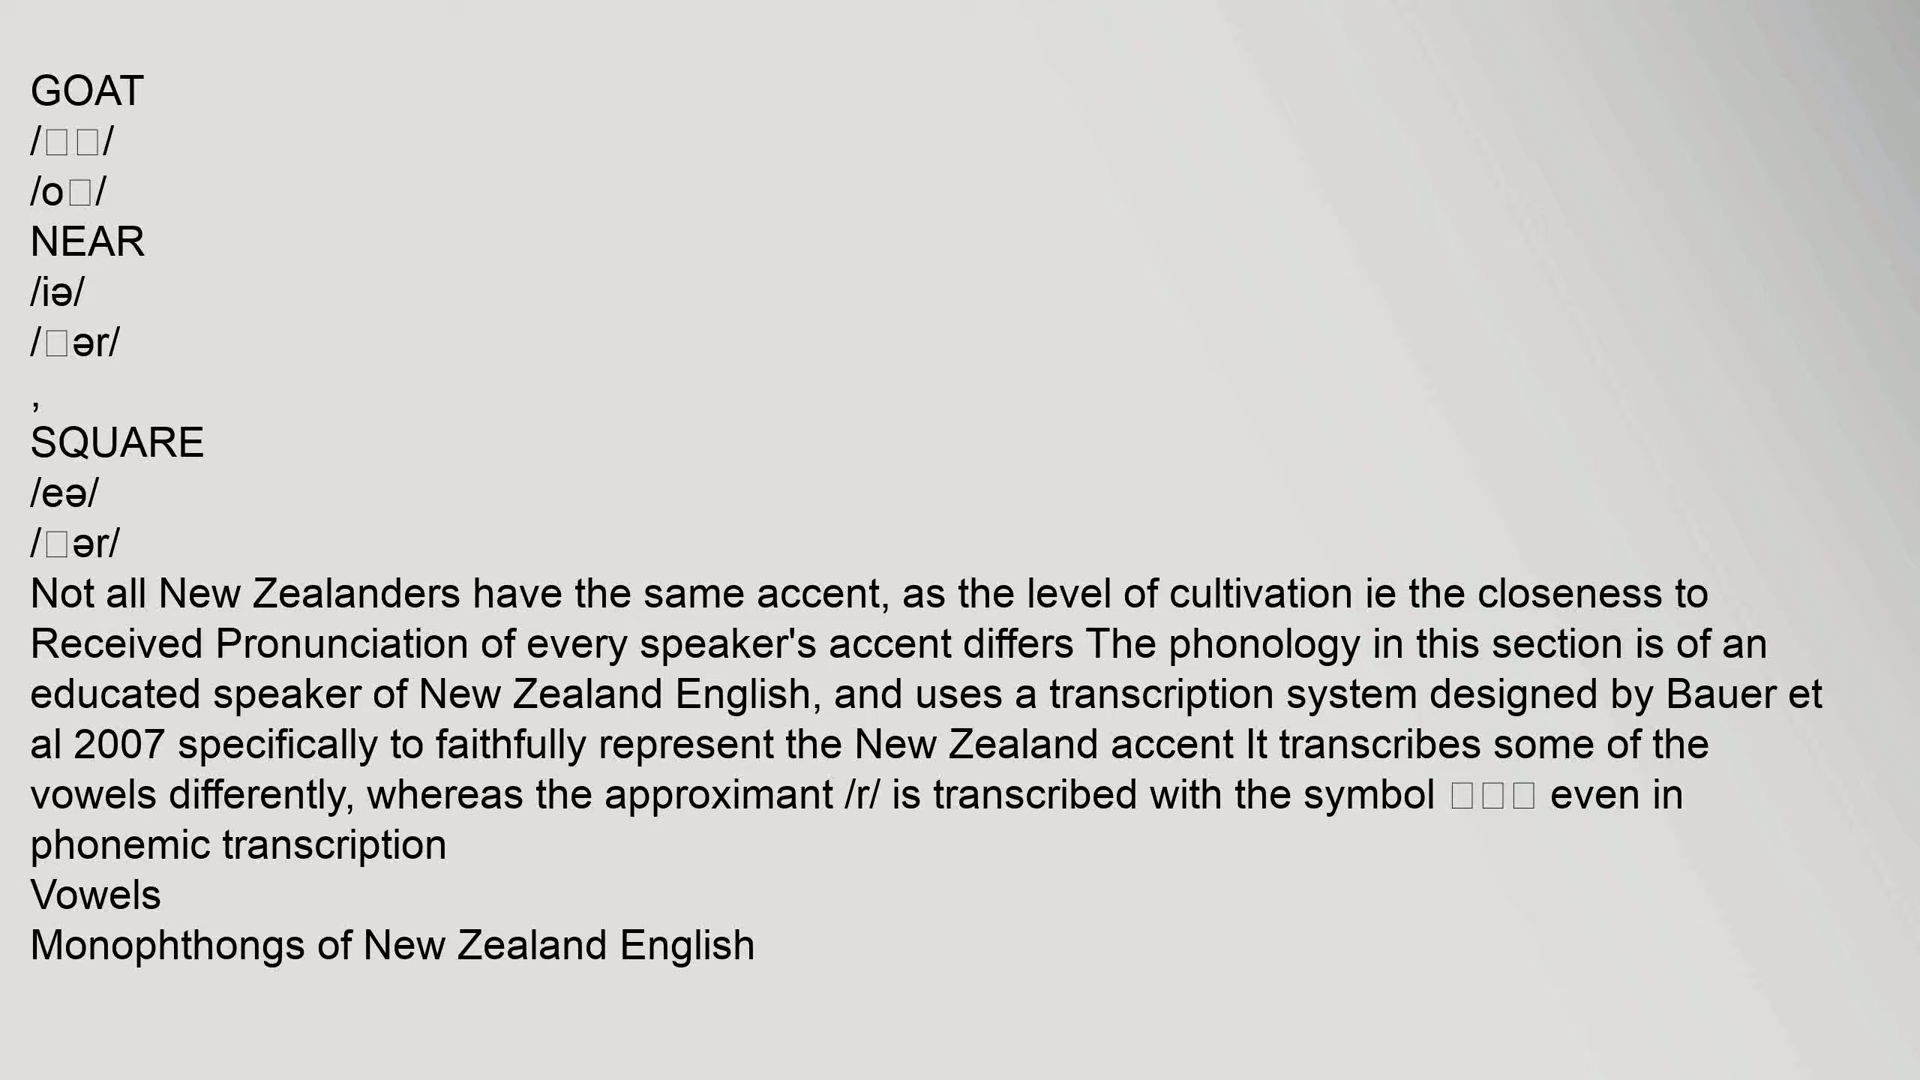 GOAT
/□□/
/o□/
NEAR
/iə/
/□ər/
,
SQUARE
/eə/
/□ər/
Not all New Zealanders have the same accent, as the level of cultivation ie the closeness to
Received Pronunciation of every speaker's accent differs The phonology in this section is of an
educated speaker of New Zealand English, and uses a transcription system designed by Bauer et
al 2007 specifically to faithfully represent the New Zealand accent It transcribes some of the
vowels differently, whereas the approximant /r/ is transcribed with the symbol □□□ even in
phonemic transcription
Vowels
Monophthongs of New Zealand English